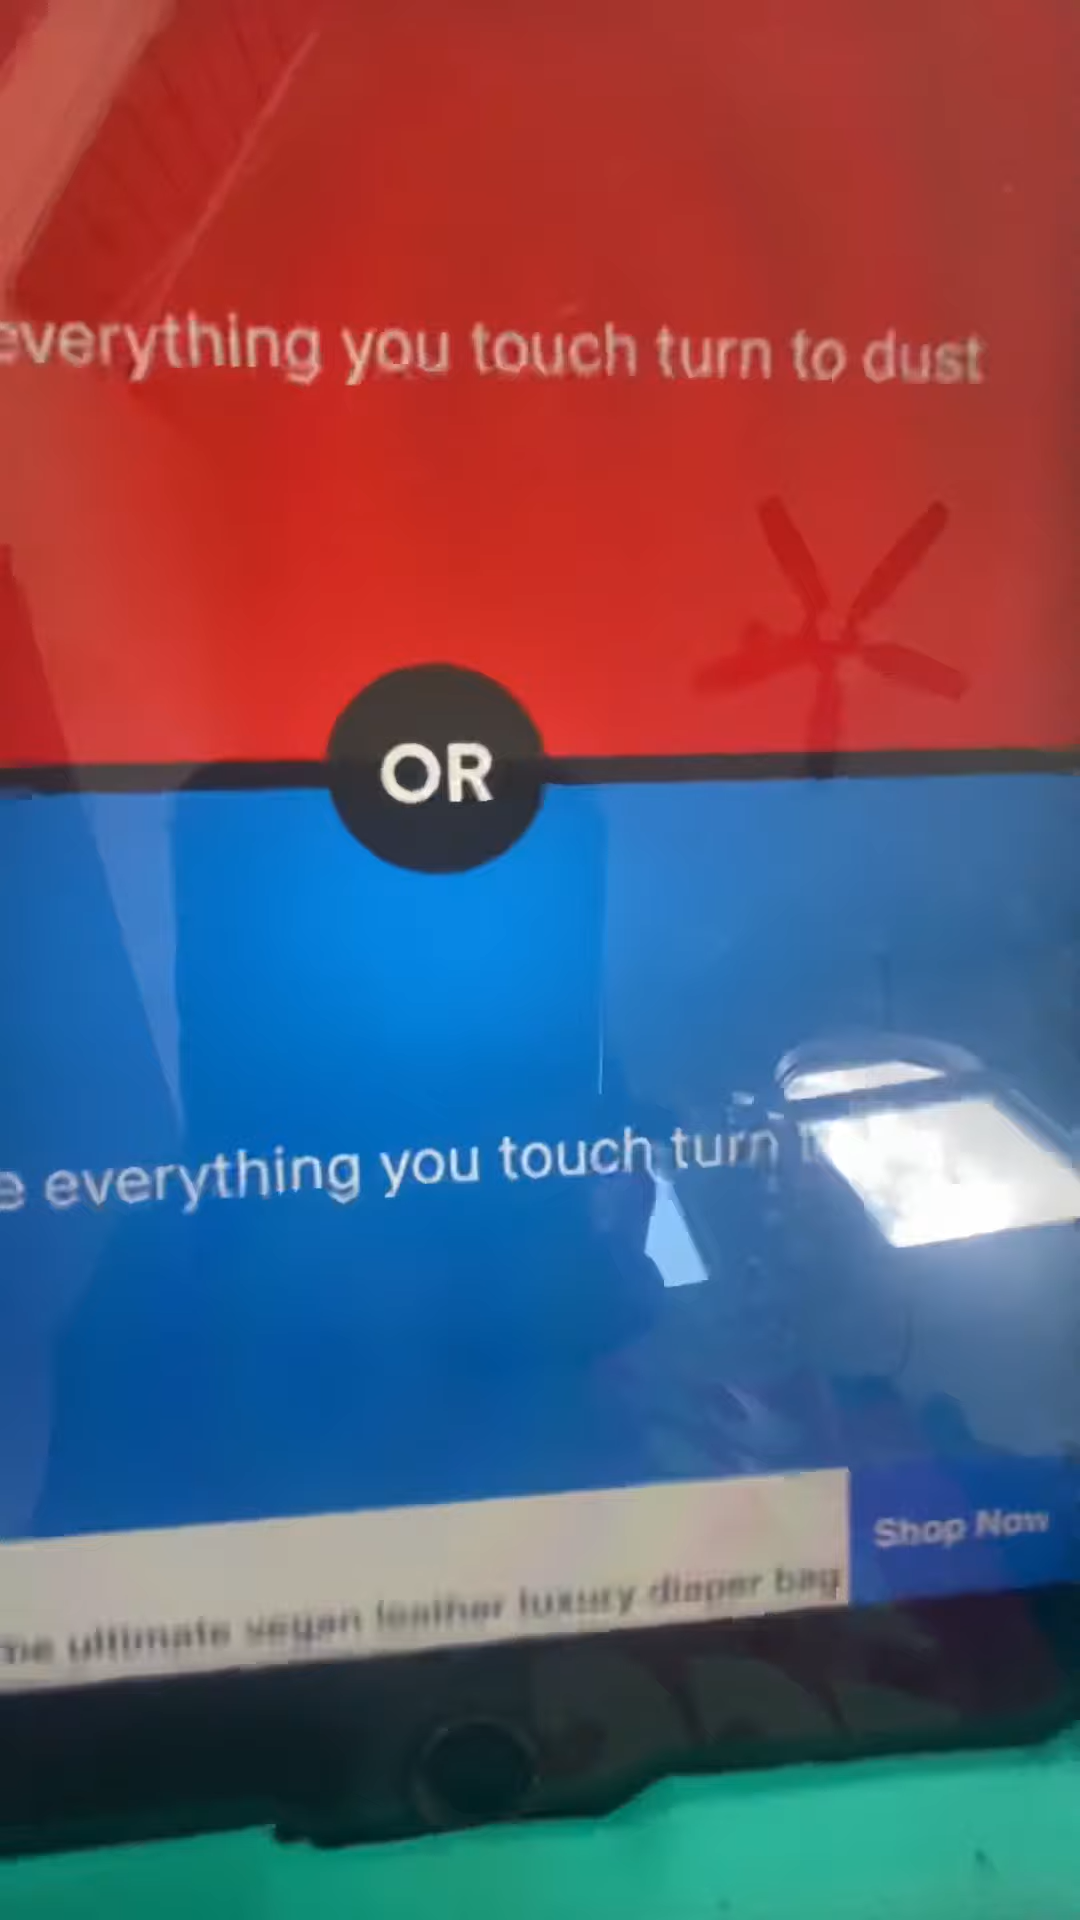 everything you touch turn to dust
OR
e everything you touch turn
me ultimate vegan leather luxury diaper bag
Shop Now